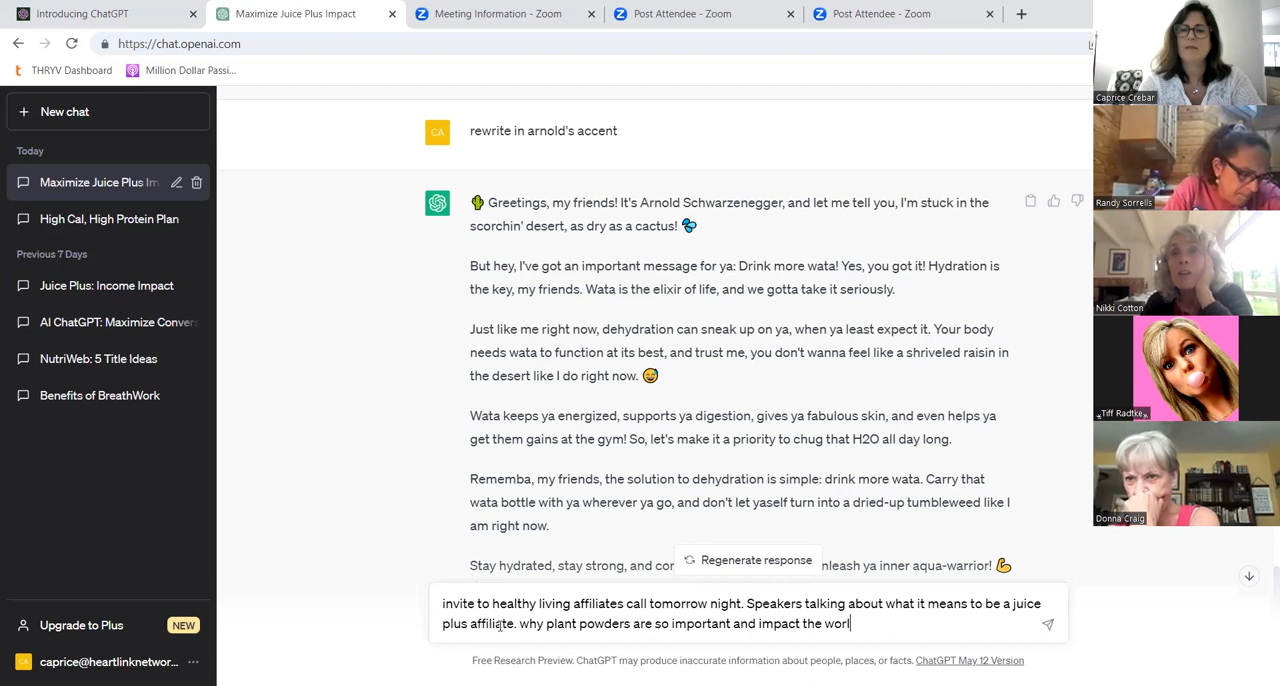 Introducing ChatGPT
Maximize Juice Plus Impact
Meeting Information - Zoom
Post Attendee - Zoom
Post Attendee - Zoom
https://chat.openai.com
THRYV Dashboard
Million Dollar Passi...
New chat
Today
Maximize Juice Plus Im
High Cal, High Protein Plan
Previous 7 Days
Juice Plus: Income Impact
AI ChatGPT: Maximize Convers
NutriWeb: 5 Title Ideas
Benefits of BreathWork
Upgrade to Plus
NEW
caprice@heartlinknetwor...
CA
rewrite in arnold's accent
Greetings, my friends! It's Arnold Schwarzenegger, and let me tell you, I'm stuck in the
scorchin' desert, as dry as a cactus!
But hey, I've got an important message for ya: Drink more wata! Yes, you got it! Hydration is
the key, my friends. Wata is the elixir of life, and we gotta take it seriously.
Just like me right now, dehydration can sneak up on ya, when ya least expect it. Your body
needs wata to function at its best, and trust me, you don't wanna feel like a shriveled raisin in
the desert like I do right now.
Wata keeps ya energized, supports ya digestion, gives ya fabulous skin, and even helps ya
get them gains at the gym! So, let's make it a priority to chug that H2O all day long.
Rememba, my friends, the solution to dehydration is simple: drink more wata. Carry that
wata bottle with ya wherever ya go, and don't let yaself turn into a dried-up tumbleweed like I
am right now.
Stay hydrated, stay strong, and con
nleash ya inner aqua-warrior!
Regenerate response
invite to healthy living affiliates call tomorrow night. Speakers talking about what it means to be a juice
plus affiliate. why plant powders are so important and impact the worl
Free Research Preview. ChatGPT may produce inaccurate information about people, places, or facts. ChatGPT May 12 Version
CA
Caprice Crebar
Randy Sorrells
Nikki Cotton
Tiff Radtke
Donna Craig